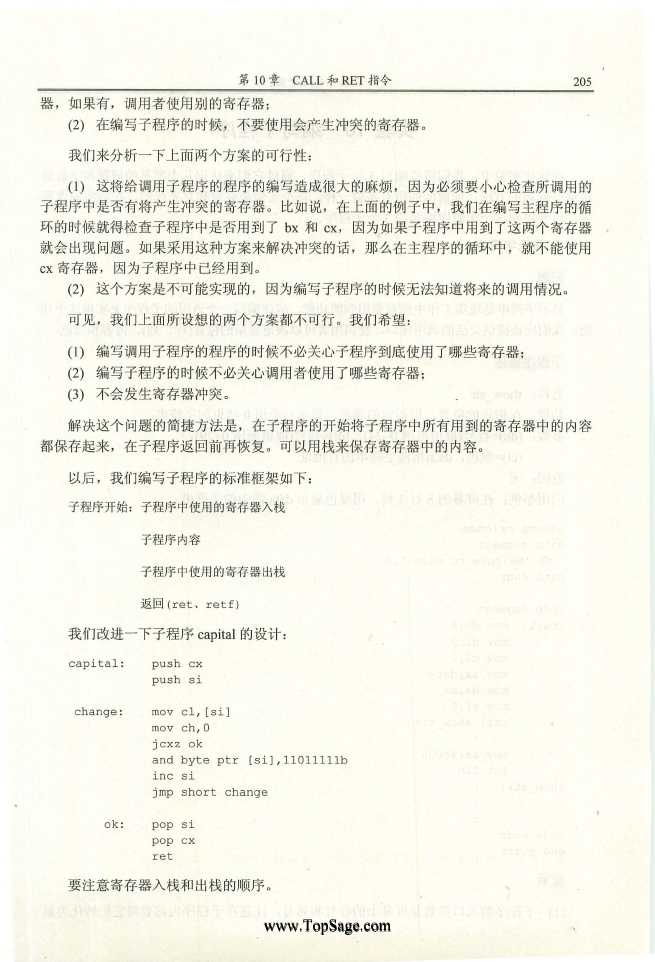 第 10 章 CALL 和 RET 指令 205
器，如果有，调用者使用别的寄存器；
(2) 在编写子程序的时候，不要使用会产生冲突的寄存器。
我们来分析一下上面两个方案的可行性：
(1) 这将给调用子程序的程序的编写造成很大的麻烦，因为必须要小心检查所调用的
子程序中是否有将产生冲突的寄存器。比如说，在上面的例子中，我们在编写主程序的循
环的时候就得检查子程序中是否用到了 bx 和 cx，因为如果子程序中用到了这两个寄存器
就会出现问题。如果采用这种方案来解决冲突的话，那么在主程序的循环中，就不能使用
cx 寄存器，因为子程序中已经用到。
(2) 这个方案是不可能实现的，因为编写子程序的时候无法知道将来的调用情况。
可见，我们上面所设想的两个方案都不可行。我们希望：
(1) 编写调用子程序的程序的时候不必关心子程序到底使用了哪些寄存器；
(2) 编写子程序的时候不必关心调用者使用了哪些寄存器；
(3) 不会发生寄存器冲突。
解决这个问题的简捷方法是，在子程序的开始将子程序中所有用到的寄存器中的内容
都保存起来，在子程序返回前再恢复。可以用栈来保存寄存器中的内容。
以后，我们编写子程序的标准框架如下：
子程序开始：子程序中使用的寄存器入栈
子程序内容
子程序中使用的寄存器出栈
返回(ret、retf)
我们改进一下子程序 capital 的设计：
capital: push cx
push si
change: mov cl,[si]
mov ch,0
jcxz ok
and byte ptr [si],11011111b
inc si
jmp short change
ok: pop si
pop cx
ret
要注意寄存器入栈和出栈的顺序。
www.TopSage.com